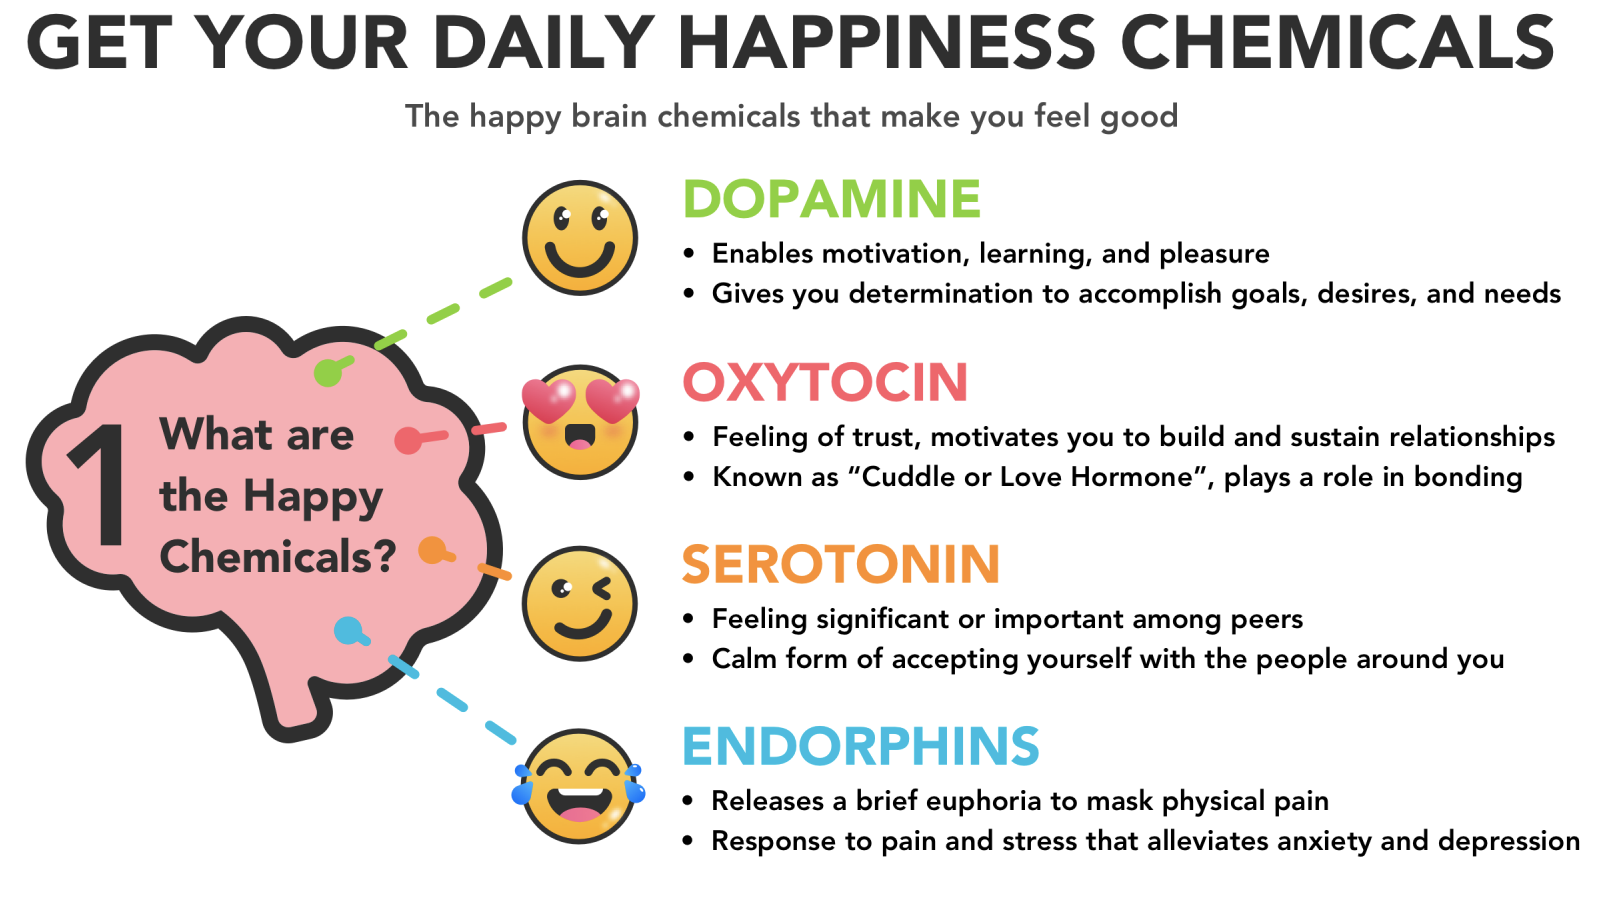 GET YOUR DAILY HAPPINESS CHEMICALS
The happy brain chemicals that make you feel good
1
What are
the Happy
Chemicals?
DOPAMINE
• Enables motivation, learning, and pleasure
• Gives you determination to accomplish goals, desires, and needs
OXYTOCIN
• Feeling of trust, motivates you to build and sustain relationships
• Known as “Cuddle or Love Hormone”, plays a role in bonding
SEROTONIN
• Feeling significant or important among peers
• Calm form of accepting yourself with the people around you
ENDORPHINS
• Releases a brief euphoria to mask physical pain
• Response to pain and stress that alleviates anxiety and depression